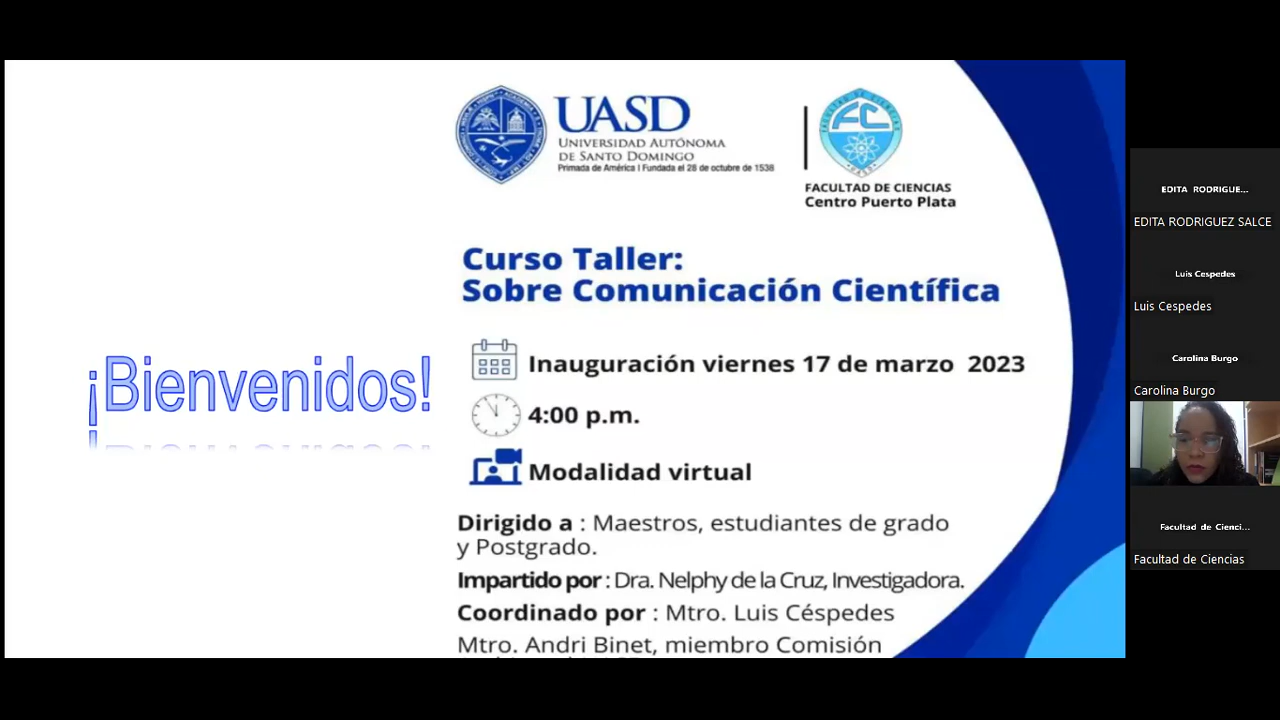 UASD
UNIVERSIDAD AUTÓNOMA
DE SANTO DOMINGO
Primada de América | Fundada el 28 de octubre de 1538
FC
FACULTAD DE CIENCIAS
Centro Puerto Plata
Curso Taller:
Sobre Comunicación Científica
¡Bienvenidos!
Inauguración viernes 17 de marzo 2023
4:00 p.m.
Modalidad virtual
Dirigido a : Maestros, estudiantes de grado
y Postgrado.
Impartido por : Dra. Nelphy de la Cruz, Investigadora.
Coordinado por : Mtro. Luis Céspedes
Mtro. Andri Binet, miembro Comisión
EDITA RODRIGUE...
EDITA RODRIGUEZ SALCE
Luis Cespedes
Luis Cespedes
Carolina Burgo
Carolina Burgo
Facultad de Cienci...
Facultad de Ciencias